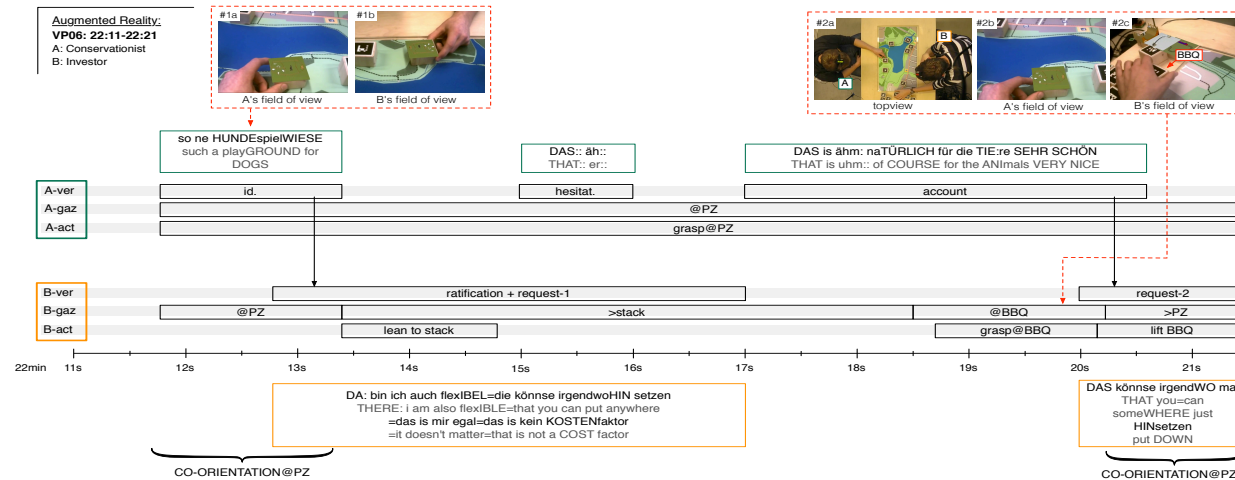 Augmented Reality:
VP06: 22:11-22:21
A: Conservationist
B: Investor
#1a
#1b
A's field of view
B's field of view
#2a
#2b
#2c
A
B
BBQ
topview
A's field of view
B's field of view
so ne HUNDEspielWIESE
such a playGROUND for
DOGS
DAS:: äh::
THAT:: er::
DAS is ähm: naTÜRLICH für die TIE:re SEHR SCHÖN
THAT is uhm:: of COURSE for the ANImals VERY NICE
A-ver
id.
hesitat.
account
A-gaz
@PZ
A-act
grasp@PZ
B-ver
ratification + request-1
request-2
B-gaz
@PZ
>stack
@BBQ
>PZ
B-act
lean to stack
grasp@BBQ
lift BBQ
22min
11s
12s
13s
14s
15s
16s
17s
18s
19s
20s
21s
DA: bin ich auch flexIBEL=die könnse irgendwoHIN setzen
THERE: i am also flexIBLE=that you can put anywhere
=das is mir egal=das is kein KOSTENfaktor
=it doesn't matter=that is not a COST factor
DAS könnse irgendWO ma
THAT you=can
someWHERE just
HINsetzen
put DOWN
CO-ORIENTATION@PZ
CO-ORIENTATION@PZ